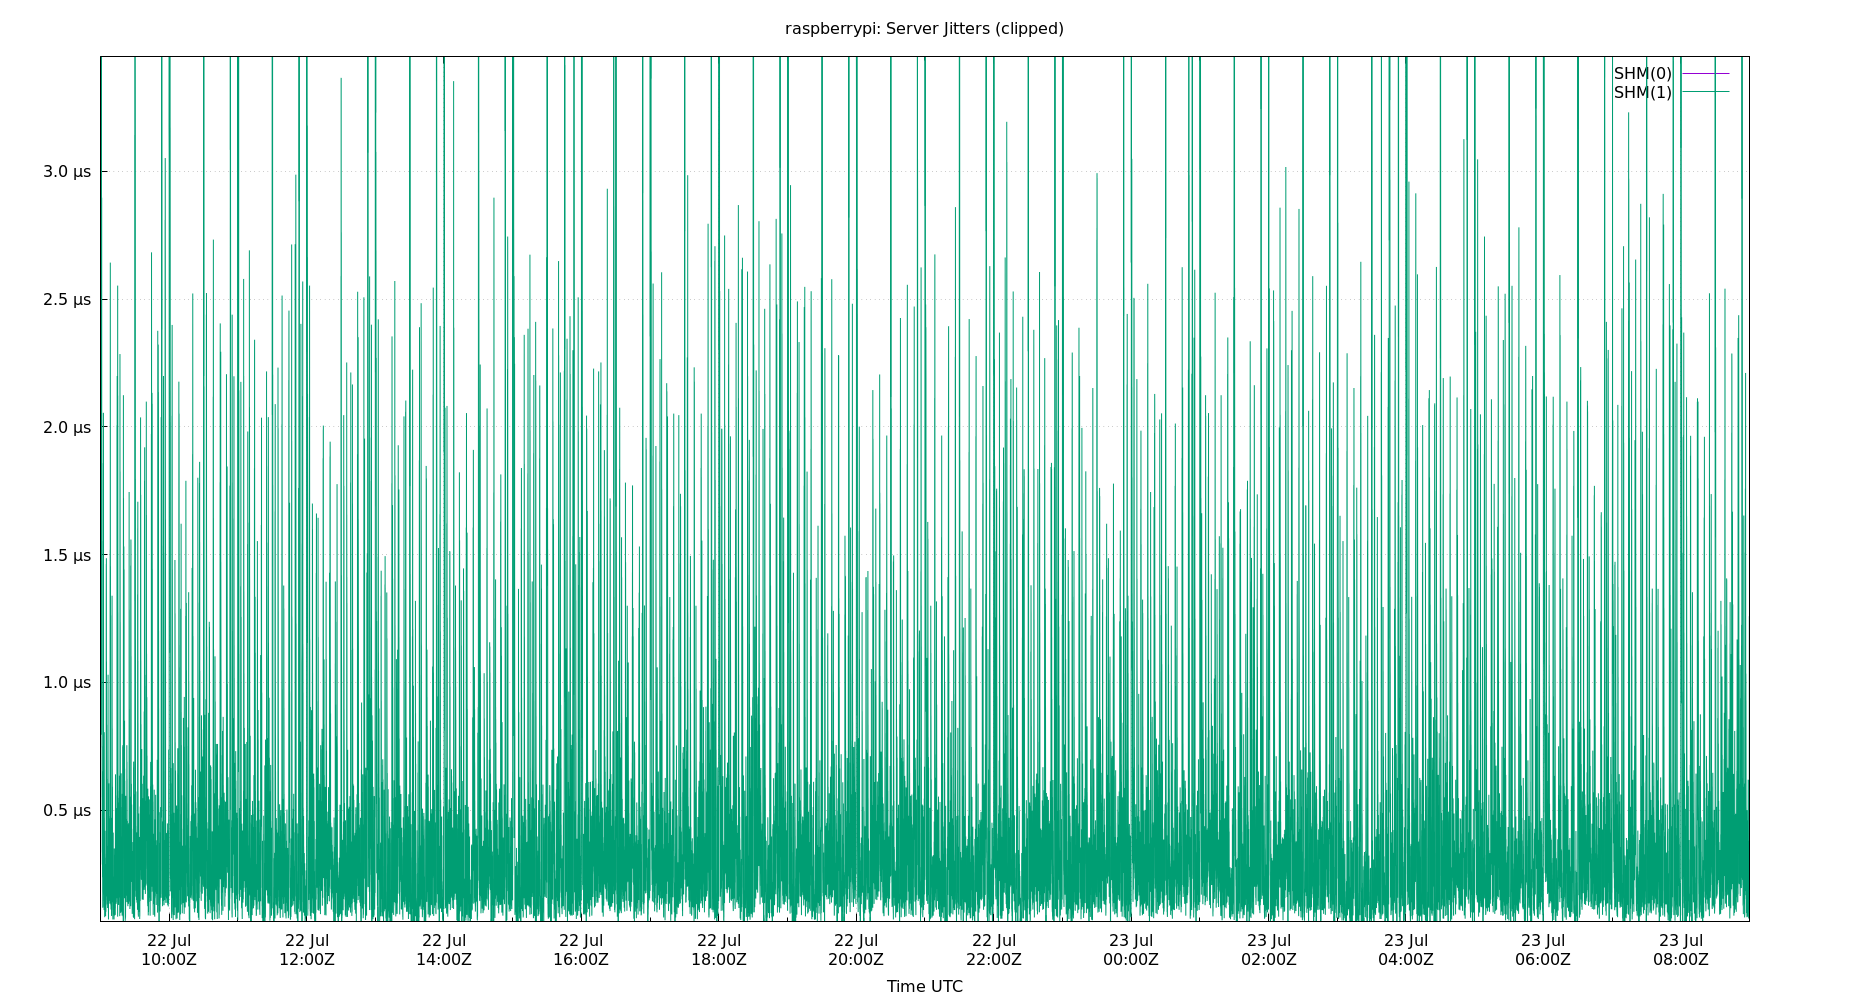 raspberrypi: Server Jitters (clipped)
SHM(0)
SHM(1)
3.0 µs
2.5 µs
2.0 µs
1.5 µs
1.0 µs
0.5 µs
22 Jul 22 Jul 22 Jul 22 Jul 22 Jul 22 Jul 22 Jul 23 Jul 23 Jul 23 Jul 23 Jul 23 Jul
10:00Z 12:00Z 14:00Z 16:00Z 18:00Z 20:00Z 22:00Z 00:00Z 02:00Z 04:00Z 06:00Z 08:00Z
Time UTC